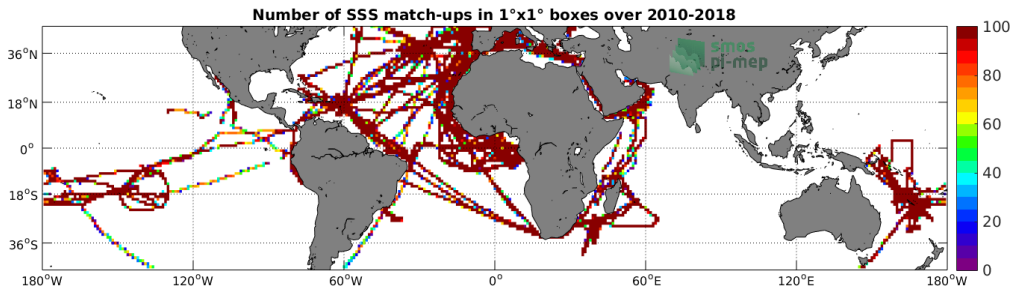 Number of SSS match-ups in 1°x1° boxes over 2010-2018
smos
pi-mep
36°N
18°N
0°
18°S
36°S
180°W
120°W
60°W
0°
60°E
120°E
180°W
100
80
60
40
20
0